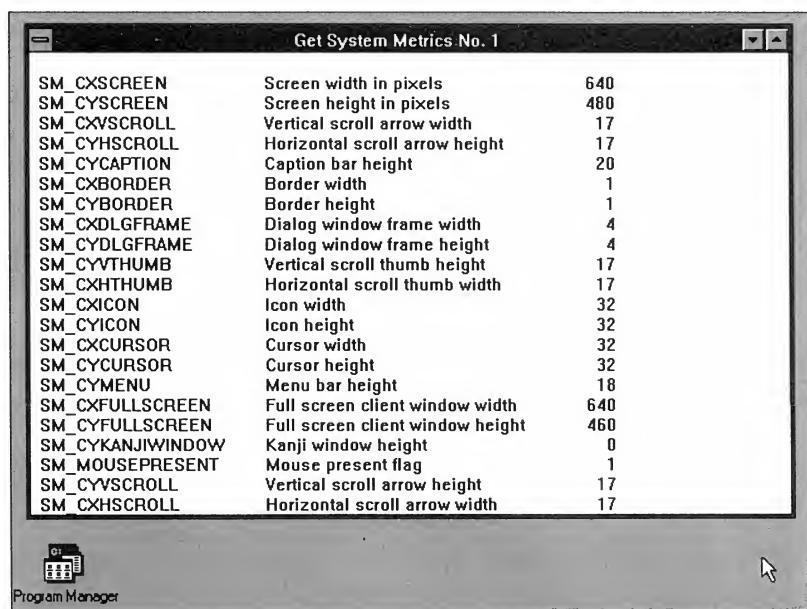 Get System Metrics No. 1
SM_CXSCREEN Screen width in pixels 640
SM_CYSCREEN Screen height in pixels 480
SM_CXVSCROLL Vertical scroll arrow width 17
SM_CYHSCROLL Horizontal scroll arrow height 17
SM_CYCAPTION Caption bar height 20
SM_CXBORDER Border width 1
SM_CYBORDER Border height 1
SM_CXDLGFRAME Dialog window frame width 4
SM_CYDLGFRAME Dialog window frame height 4
SM_CYVTHUMB Vertical scroll thumb height 17
SM_CXHTHUMB Horizontal scroll thumb width 17
SM_CXICON Icon width 32
SM_CYICON Icon height 32
SM_CXCURSOR Cursor width 32
SM_CYCURSOR Cursor height 32
SM_CYMENU Menu bar height 18
SM_CXFULLSCREEN Full screen client window width 640
SM_CYFULLSCREEN Full screen client window height 460
SM_CYKANJIWINDOW Kanji window height 0
SM_MOUSEPRESENT Mouse present flag 1
SM_CYVSCROLL Vertical scroll arrow height 17
SM_CXHSCROLL Horizontal scroll arrow width 17
Program Manager